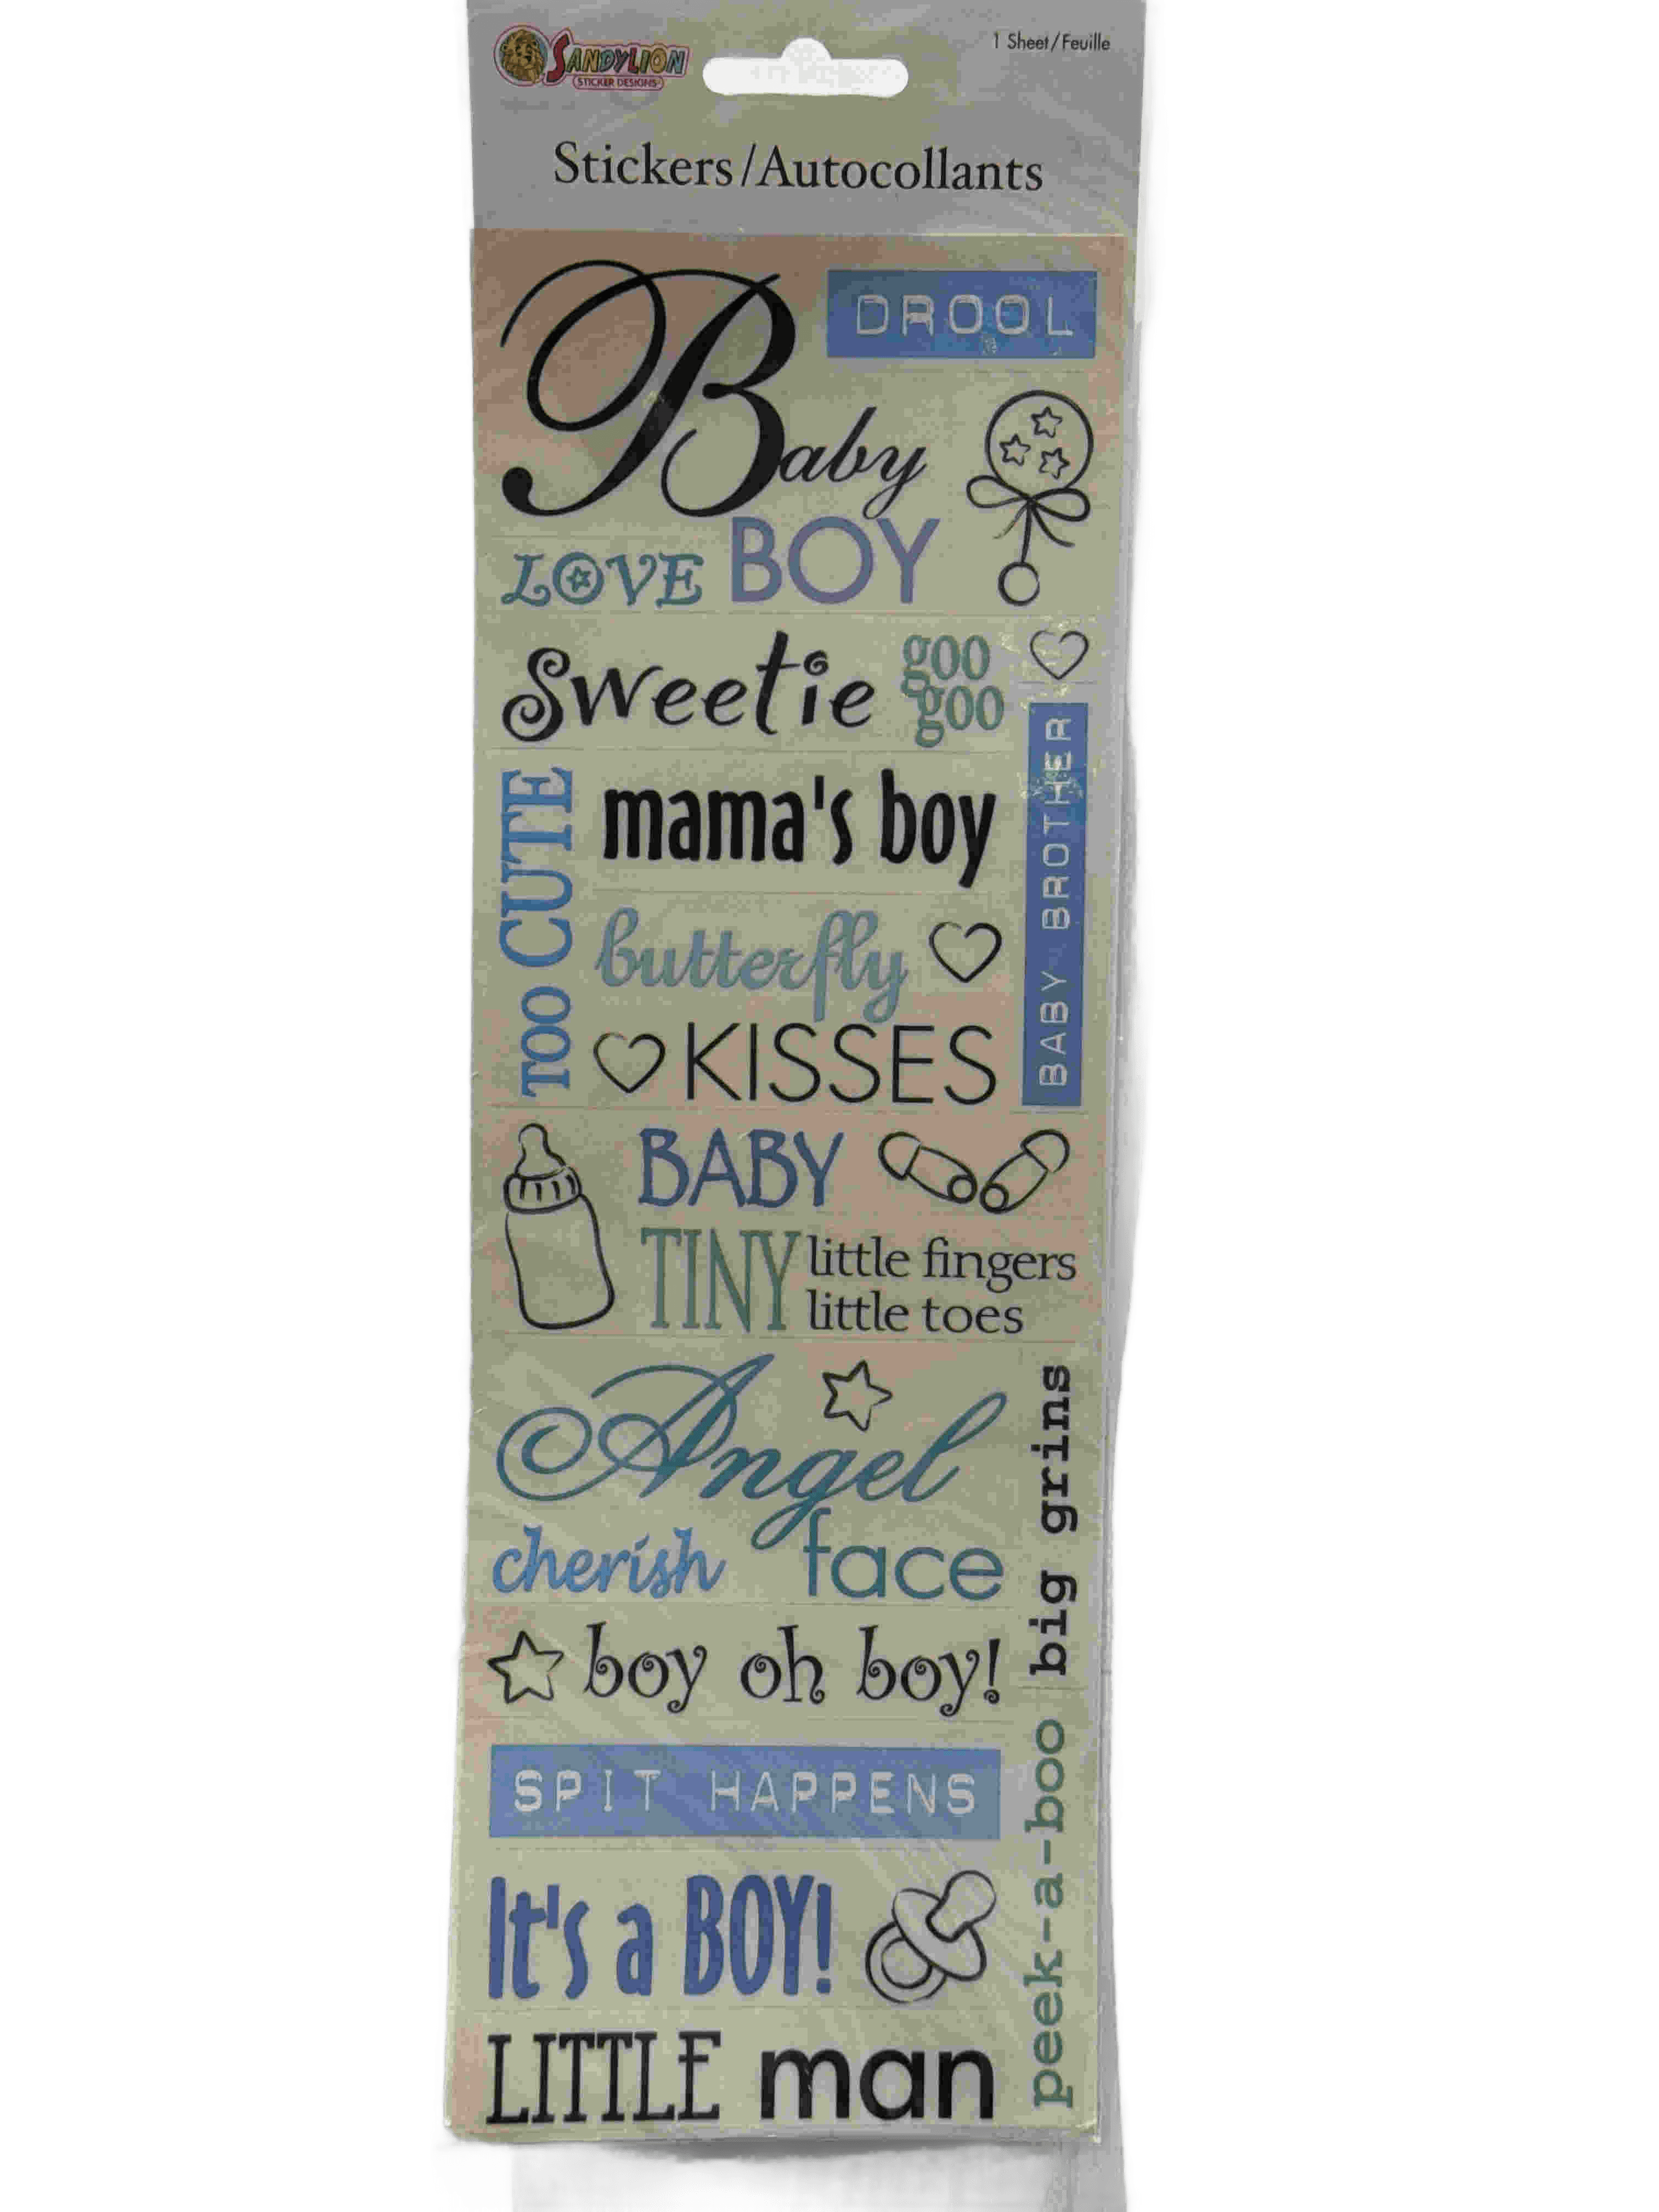 SANDYLION
STICKER DESIGNS
1 Sheet/Feuille
Stickers/Autocollants
DROOL
Baby
BOY
LOVE
Sweetie
goo
goo
BABY BROTHER
TOO CUTE
mama's boy
butterfly
KISSES
BABY
TINY
little fingers
little toes
Angel
face
cherish
big grins
boy oh boy!
SPIT HAPPENS
peek-a-boo
It's a BOY!
LITTLE man